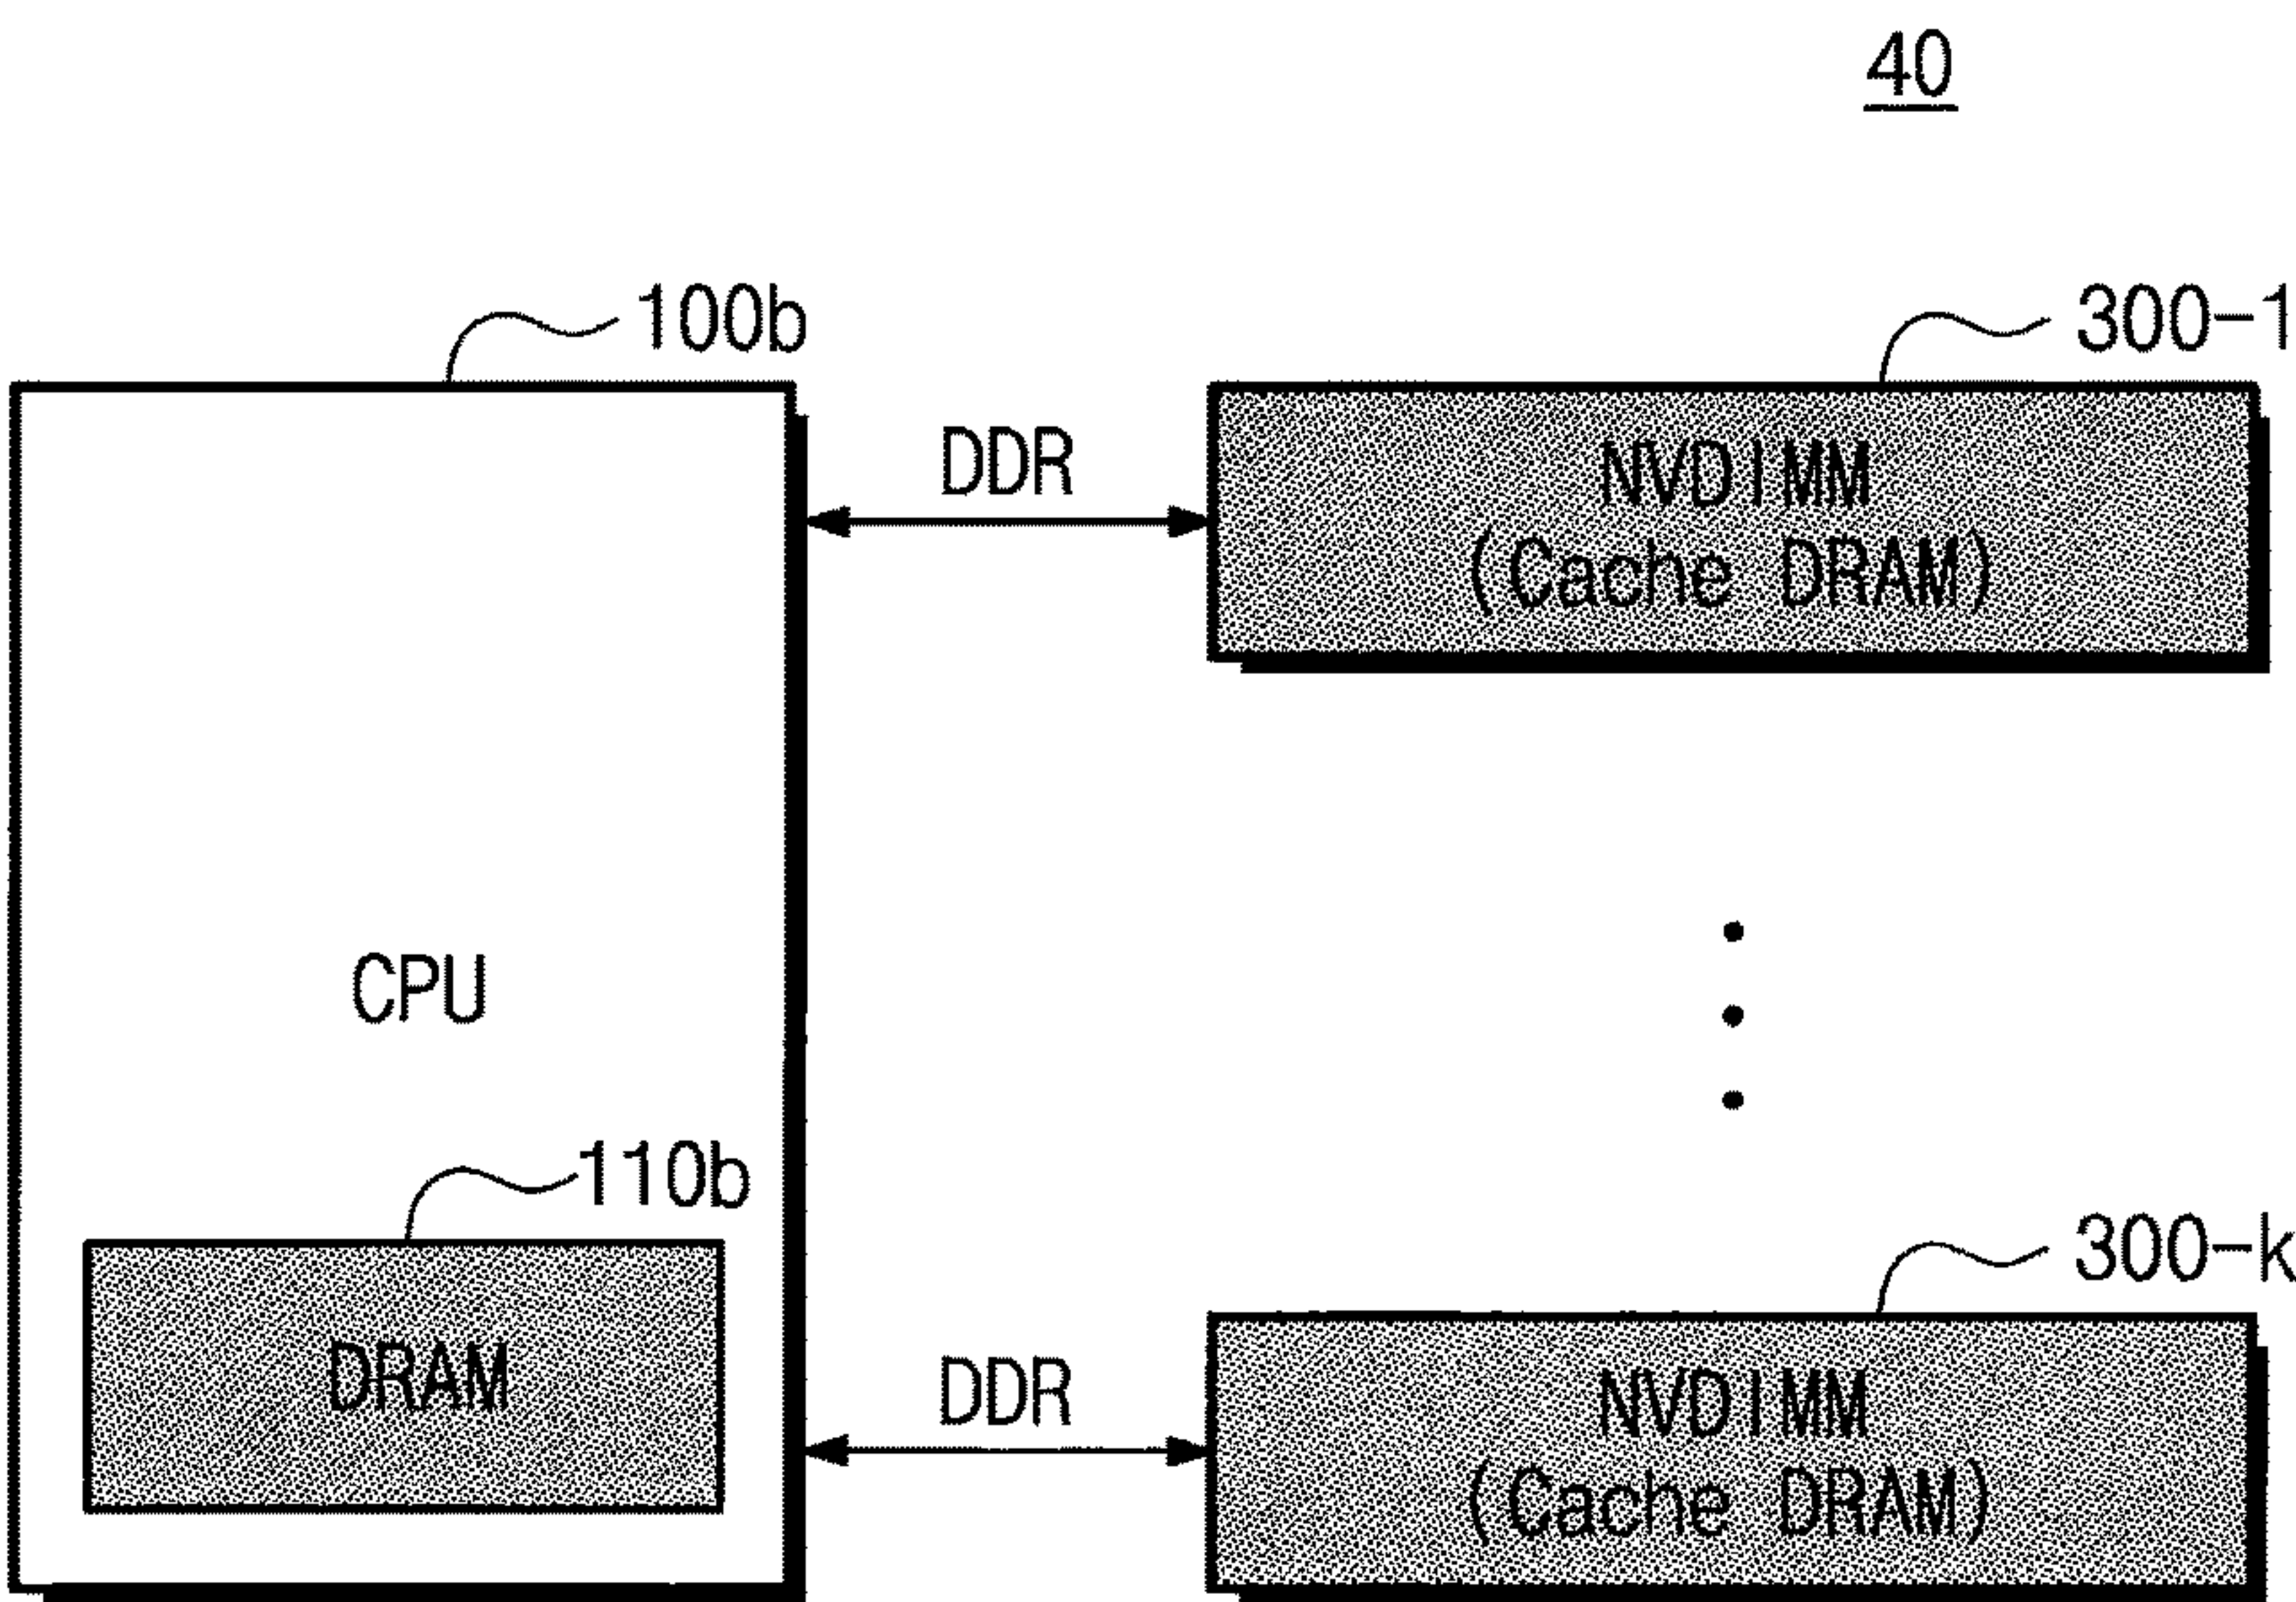 40
100b
300-1
DDR
NVDIMM
(Cache DRAM)
CPU
110b
DRAM
300-k
DDR
NVDIMM
(Cache DRAM)